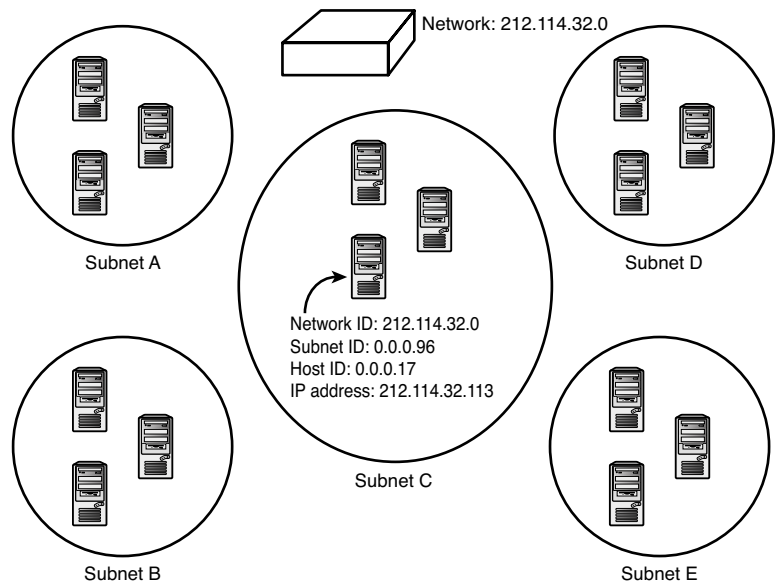 Network: 212.114.32.0
Subnet A
Subnet D
Network ID: 212.114.32.0
Subnet ID: 0.0.0.96
Host ID: 0.0.0.17
IP address: 212.114.32.113
Subnet C
Subnet B
Subnet E